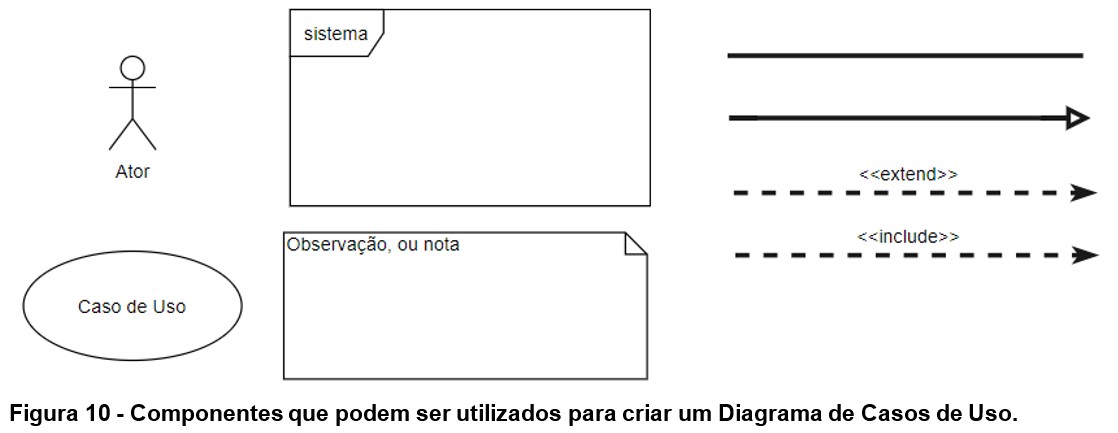 sistema
Ator
<<extend>>
<<include>>
Observação, ou nota
Caso de Uso
Figura 10 - Componentes que podem ser utilizados para criar um Diagrama de Casos de Uso.